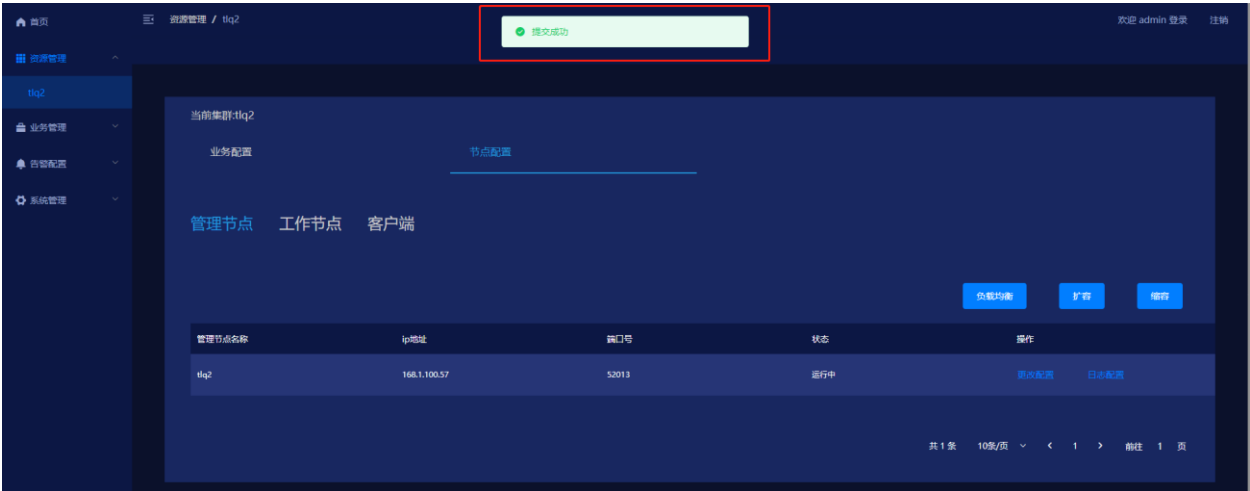 首页
资源管理
tlq2
业务管理
告警配置
系统管理
资源管理 / tlq2
提交成功
欢迎 admin 登录 注销
当前集群:tlq2
业务配置 节点配置
管理节点 工作节点 客户端
负载均衡 扩容 缩容
管理节点名称 ip地址 端口号 状态 操作
tlq2 168.1.100.57 52013 运行中 更改配置 日志配置
共 1 条 10条/页 < 1 > 前往 1 页